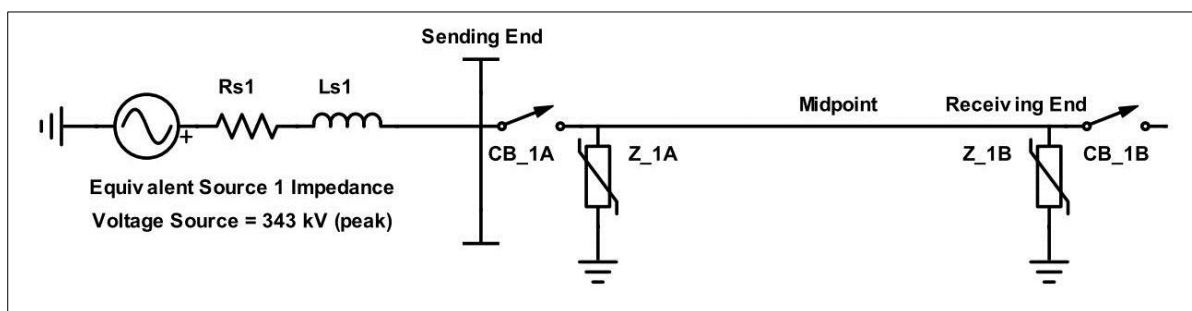 Sending End
Rs1
Ls1
Midpoint
Receiving End
+
CB_1A
Z_1A
Z_1B
CB_1B
Equivalent Source 1 Impedance
Voltage Source = 343 kV (peak)